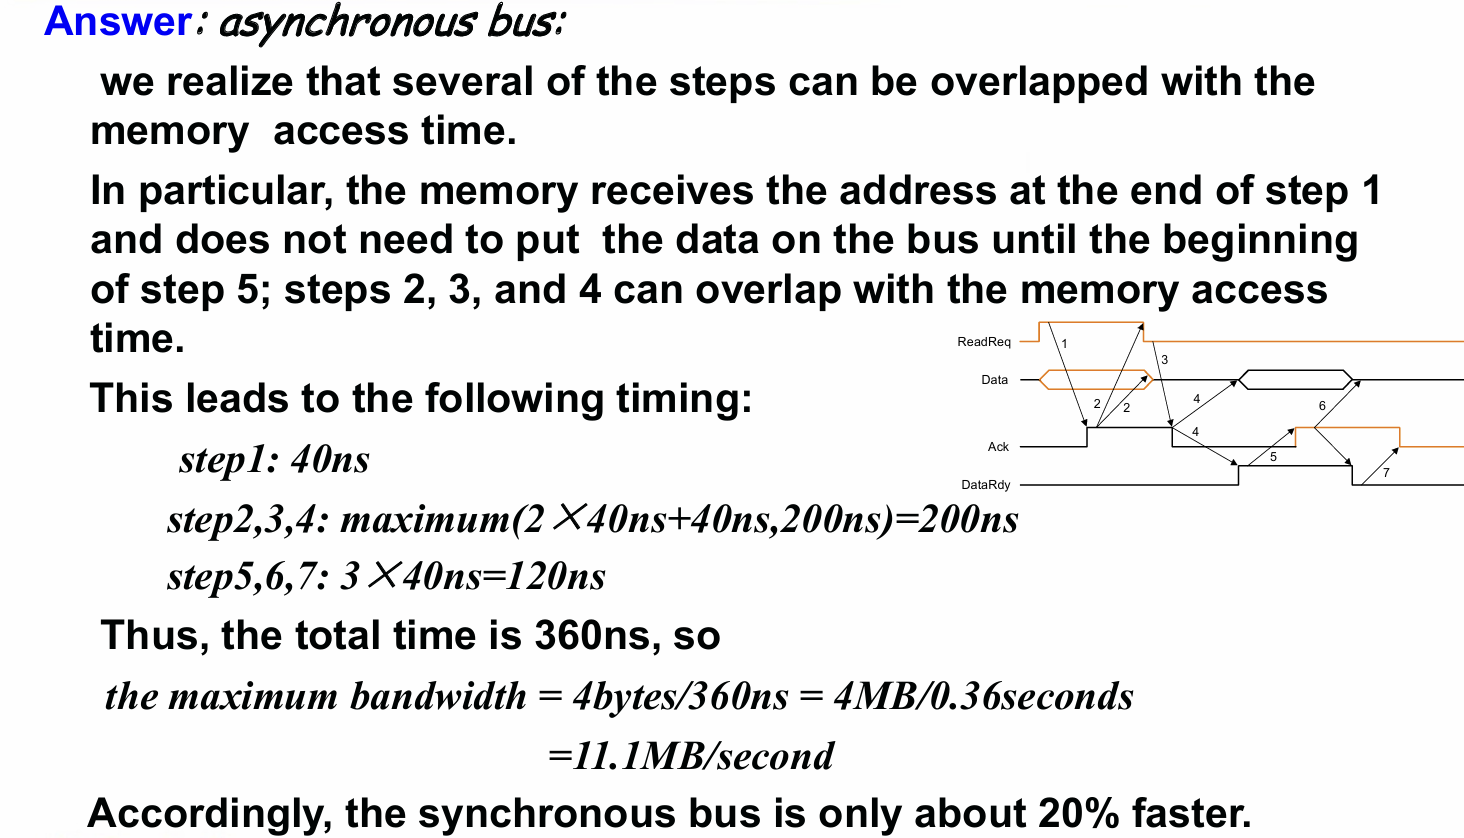 Answer: asynchronous bus:
we realize that several of the steps can be overlapped with the
memory access time.
In particular, the memory receives the address at the end of step 1
and does not need to put the data on the bus until the beginning
of step 5; steps 2, 3, and 4 can overlap with the memory access
time.
This leads to the following timing:
step1: 40ns
step2,3,4: maximum(2×40ns+40ns,200ns)=200ns
step5,6,7: 3×40ns=120ns
Thus, the total time is 360ns, so
the maximum bandwidth = 4bytes/360ns = 4MB/0.36seconds
=11.1MB/second
Accordingly, the synchronous bus is only about 20% faster.
ReadReq
1
3
Data
2
2
4
6
Ack
4
5
7
DataRdy